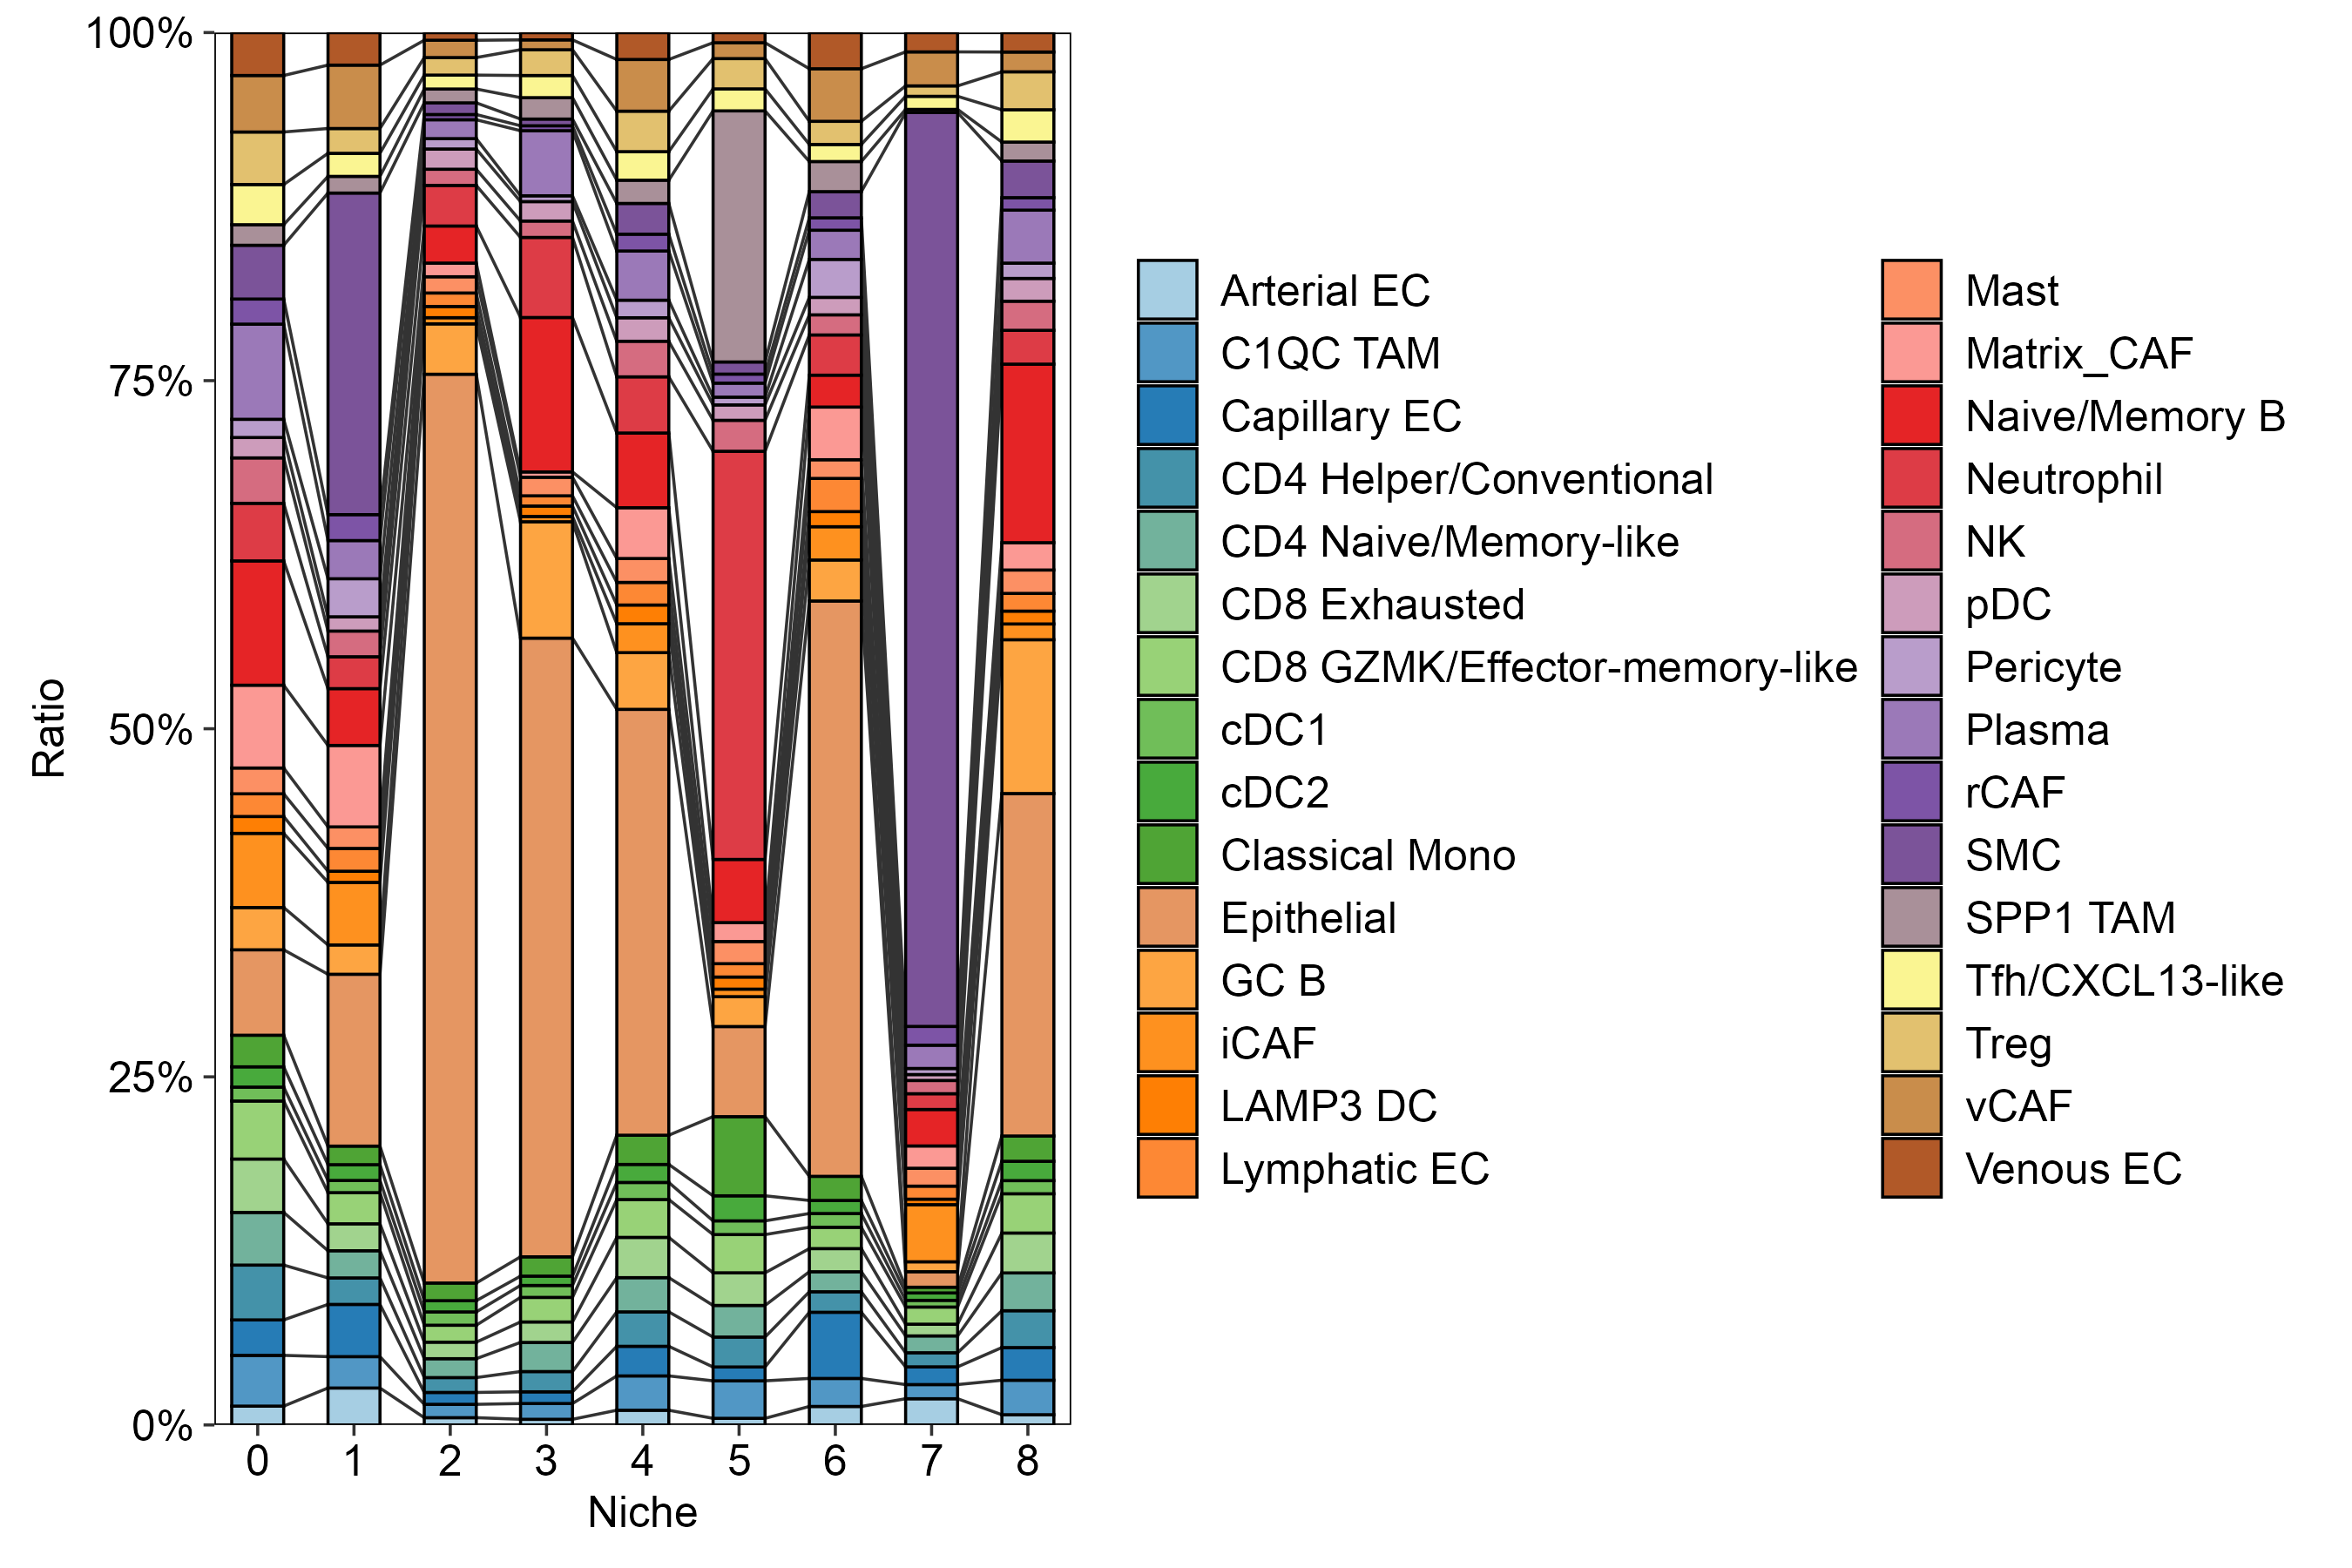 100%
75%
50%
25%
0%
Ratio
0 1 2 3 4 5 6 7 8
Niche
Arterial EC
C1QC TAM
Capillary EC
CD4 Helper/Conventional
CD4 Naive/Memory-like
CD8 Exhausted
CD8 GZMK/Effector-memory-like
cDC1
cDC2
Classical Mono
Epithelial
GC B
iCAF
LAMP3 DC
Lymphatic EC
Mast
Matrix_CAF
Naive/Memory B
Neutrophil
NK
pDC
Pericyte
Plasma
rCAF
SMC
SPP1 TAM
Tfh/CXCL13-like
Treg
vCAF
Venous EC